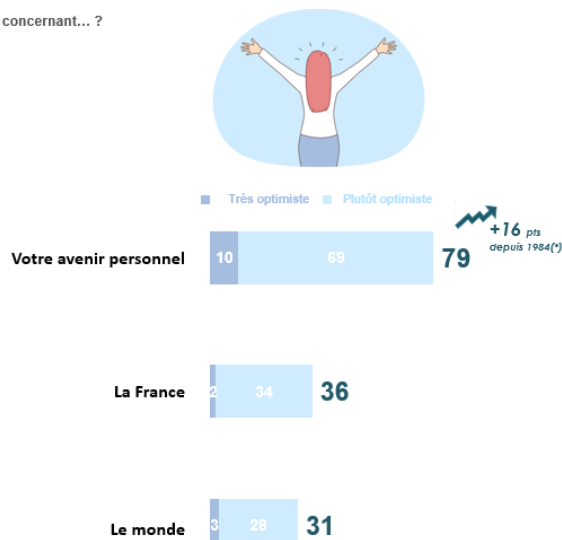 concernant... ?
Très optimiste Plutôt optimiste
+16 pts
depuis 1984(*)
Votre avenir personnel 10 69 79
La France 2 34 36
Le monde 3 28 31